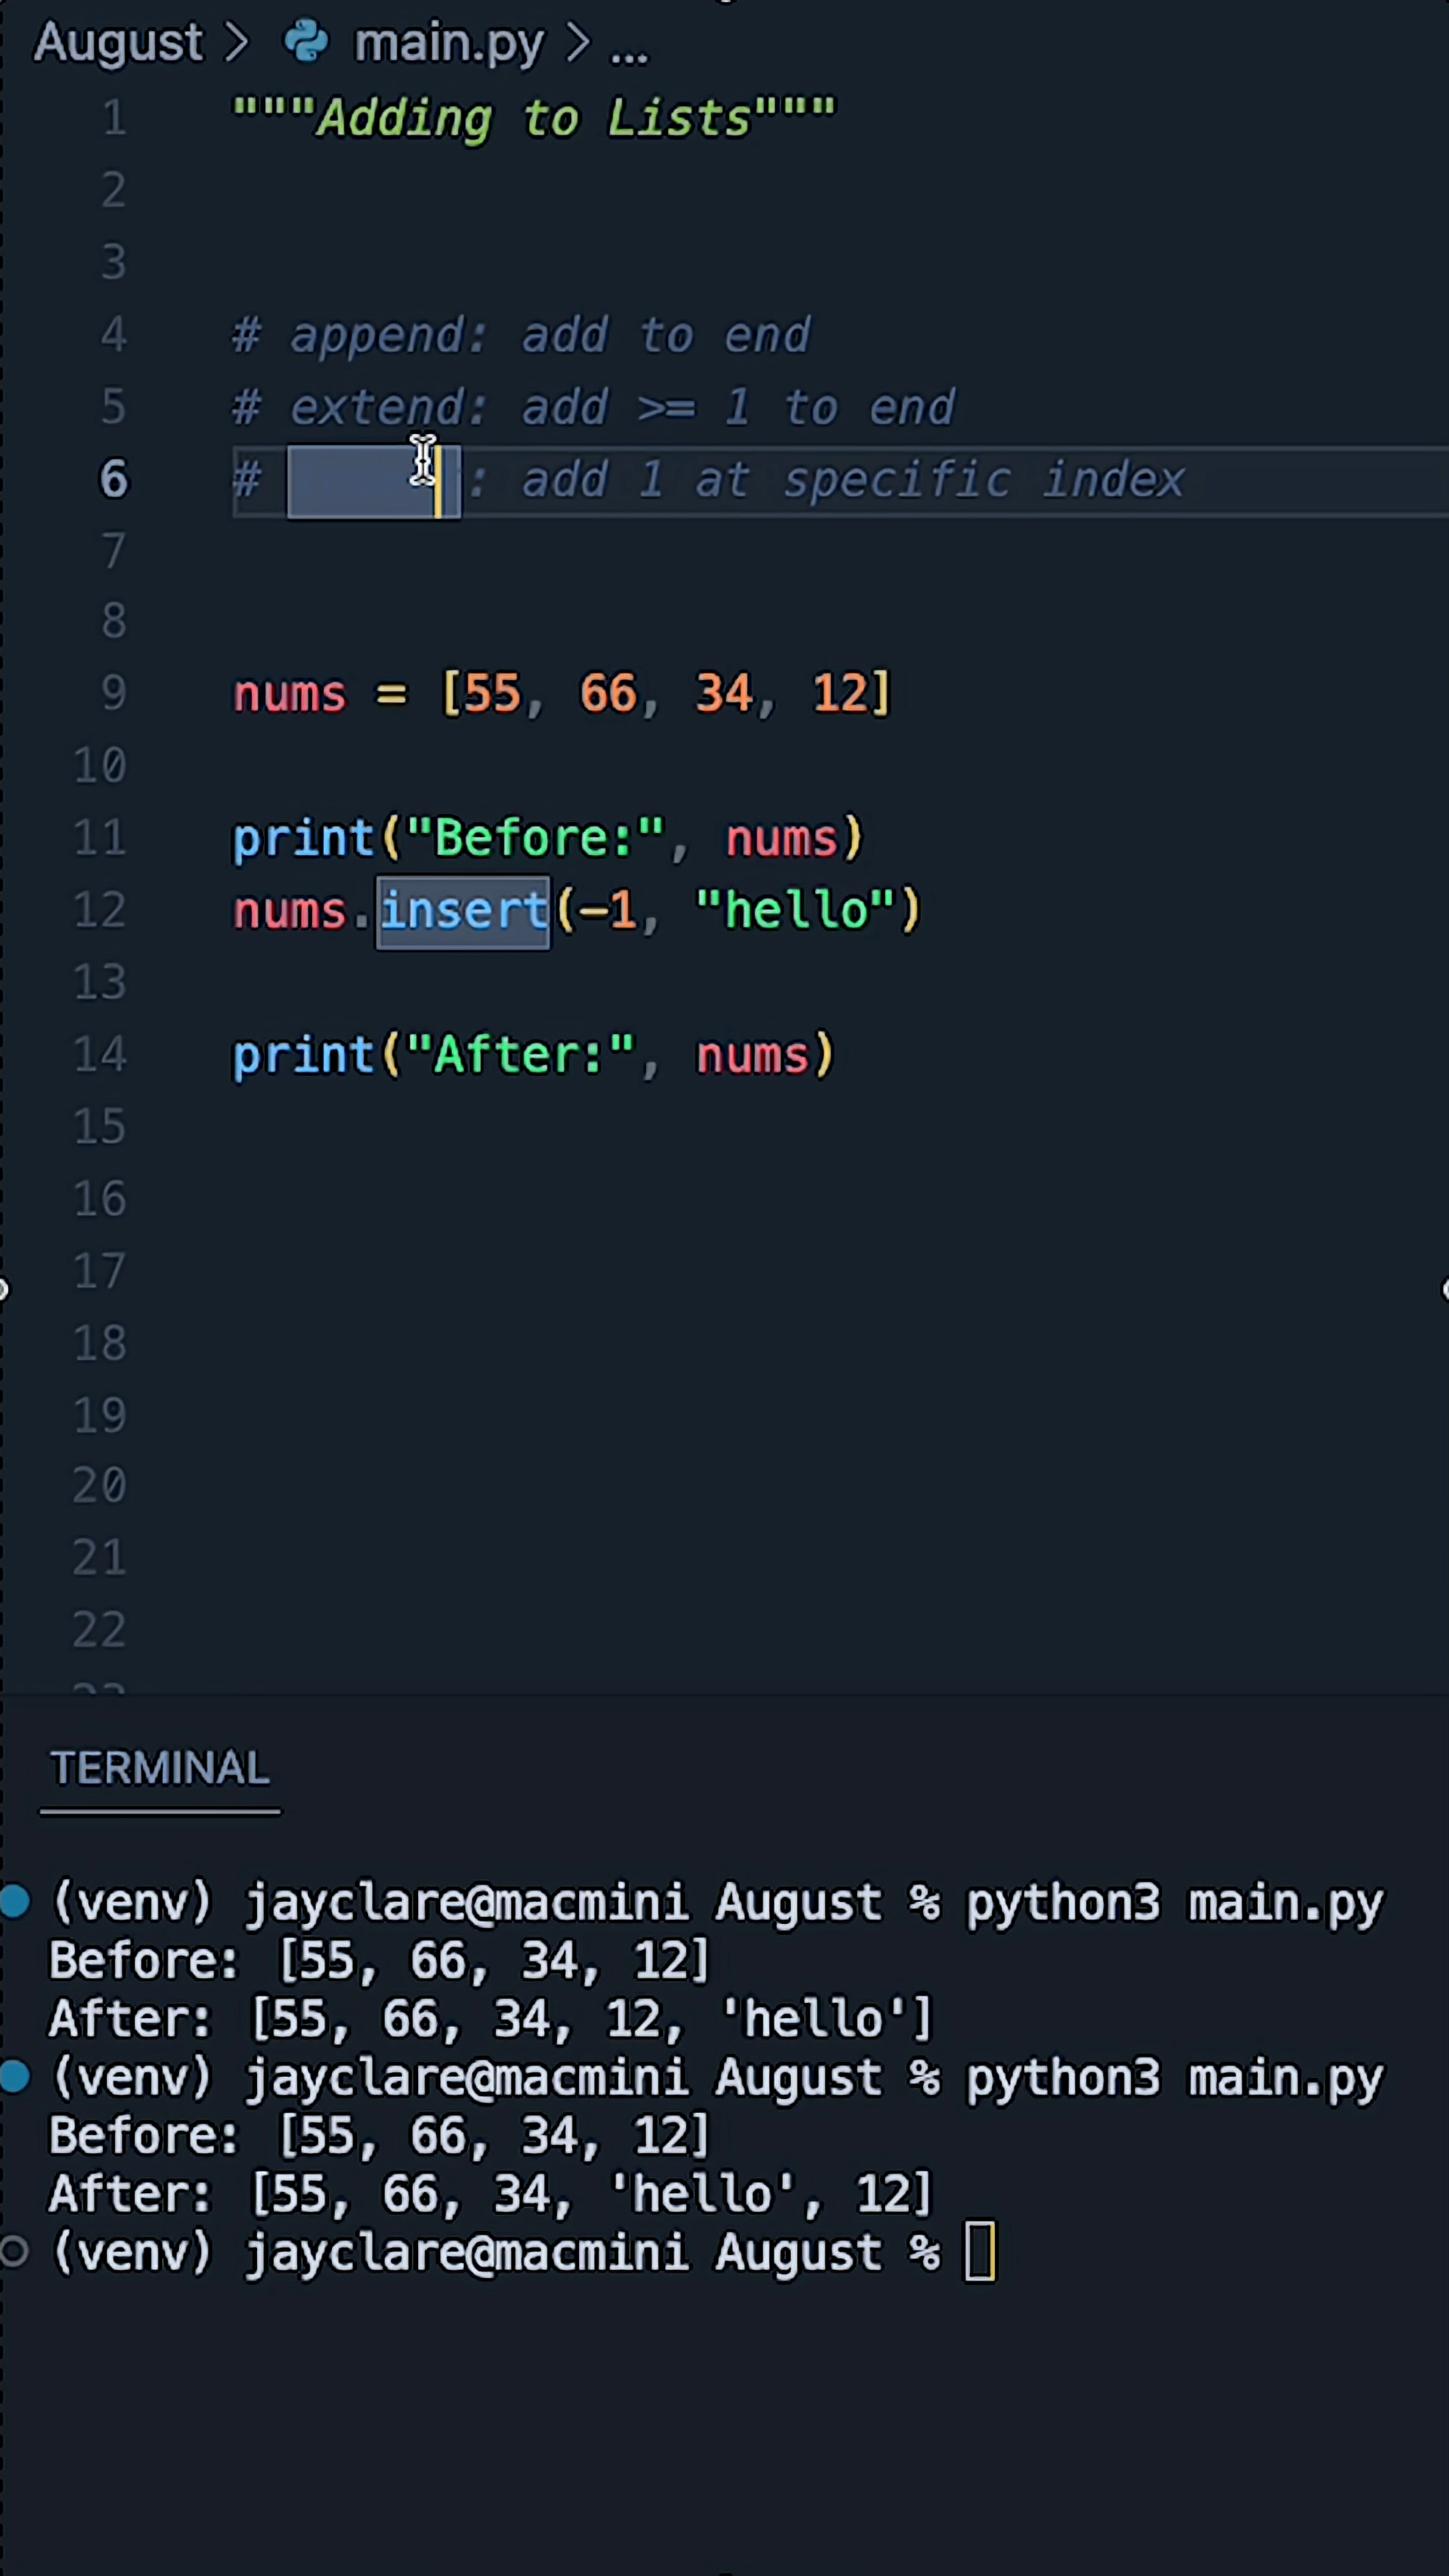 August > main.py > ...
1 """Adding to Lists"""
2
3
4 # append: add to end
5 # extend: add >= 1 to end
6 # : add 1 at specific index
7
8
9 nums = [55, 66, 34, 12]
10
11 print("Before:", nums)
12 nums.insert(-1, "hello")
13
14 print("After:", nums)
15
16
17
18
19
20
21
22
TERMINAL
(venv) jayclare@macmini August % python3 main.py
Before: [55, 66, 34, 12]
After: [55, 66, 34, 12, 'hello']
(venv) jayclare@macmini August % python3 main.py
Before: [55, 66, 34, 12]
After: [55, 66, 34, 'hello', 12]
(venv) jayclare@macmini August %